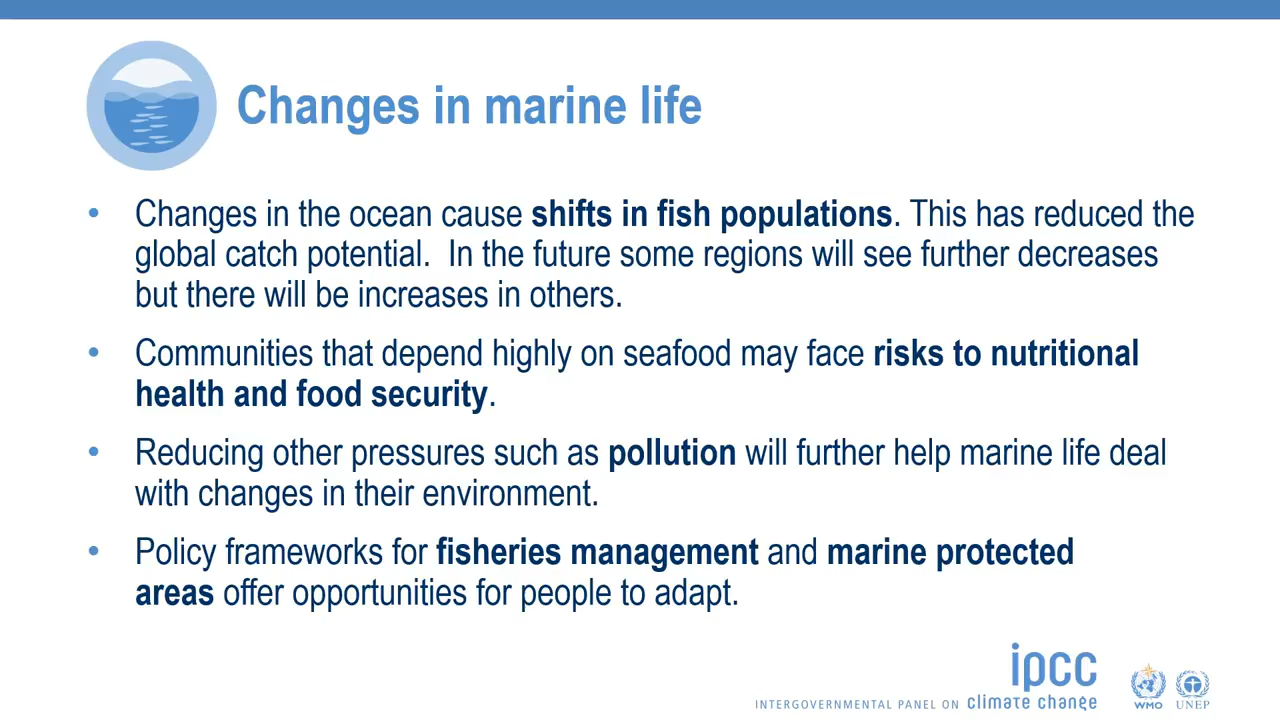 Changes in marine life
• Changes in the ocean cause shifts in fish populations. This has reduced the
global catch potential.  In the future some regions will see further decreases
but there will be increases in others.
• Communities that depend highly on seafood may face risks to nutritional
health and food security.
• Reducing other pressures such as pollution will further help marine life deal
with changes in their environment.
• Policy frameworks for fisheries management and marine protected
areas offer opportunities for people to adapt.
ipcc
INTERGOVERNMENTAL PANEL ON climate change
WMO UNEP